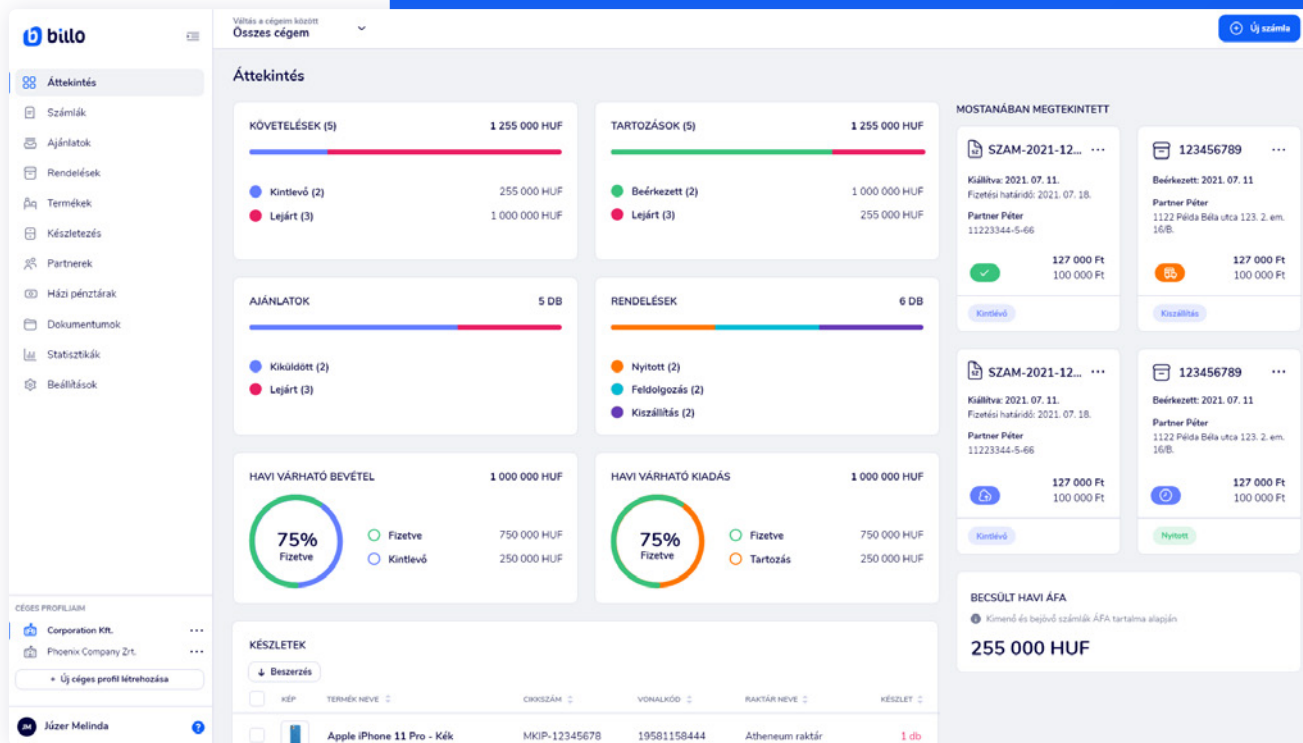 billo
Áttekintés
Számlák
Ajánlatok
Rendelések
Termékek
Készletezés
Partnerek
Házi pénztárak
Dokumentumok
Statisztikák
Beállítások
CÉGES PROFILJAIM
Corporation Kft.
Phoenix Company Zrt.
+ Új céges profil létrehozása
JM Júzer Melinda ?
Váltás a cégeim között
Összes cégem
Új számla
Áttekintés
KÖVETELÉSEK (5) 1 255 000 HUF
Kintlevő (2) 255 000 HUF
Lejárt (3) 1 000 000 HUF
TARTOZÁSOK (5) 1 255 000 HUF
Beérkezett (2) 1 000 000 HUF
Lejárt (3) 255 000 HUF
AJÁNLATOK 5 DB
Kiküldött (2)
Lejárt (3)
RENDELÉSEK 6 DB
Nyitott (2)
Feldolgozás (2)
Kiszállítás (2)
HAVI VÁRHATÓ BEVÉTEL 1 000 000 HUF
75%
Fizetve
Fizetve 750 000 HUF
Kintlevő 250 000 HUF
HAVI VÁRHATÓ KIADÁS 1 000 000 HUF
75%
Fizetve
Fizetve 750 000 HUF
Tartozás 250 000 HUF
KÉSZLETEK
Beszerzés
KÉP TERMÉK NEVE CIKKSZÁM VONALKÓD RAKTÁR NEVE KÉSZLET
Apple iPhone 11 Pro - Kék MKIP-12345678 19581158444 Atheneum raktár 1 db
MOSTANÁBAN MEGTEKINTETT
SZ SZAM-2021-12... ...
Kiállítva: 2021. 07. 11.
Fizetési határidő: 2021. 07. 18.
Partner Péter
11223344-5-66
127 000 Ft
100 000 Ft
Kintlévő
123456789 ...
Beérkezett: 2021. 07. 11
Partner Péter
1122 Példa Béla utca 123. 2. em.
16/B.
127 000 Ft
100 000 Ft
Kiszállítás
SZ SZAM-2021-12... ...
Kiállítva: 2021. 07. 11.
Fizetési határidő: 2021. 07. 18.
Partner Péter
11223344-5-66
127 000 Ft
100 000 Ft
Kintlévő
123456789 ...
Beérkezett: 2021. 07. 11
Partner Péter
1122 Példa Béla utca 123. 2. em.
16/B.
127 000 Ft
100 000 Ft
Nyitott
BECSÜLT HAVI ÁFA
Kimenő és bejövő számlák ÁFA tartalma alapján
255 000 HUF